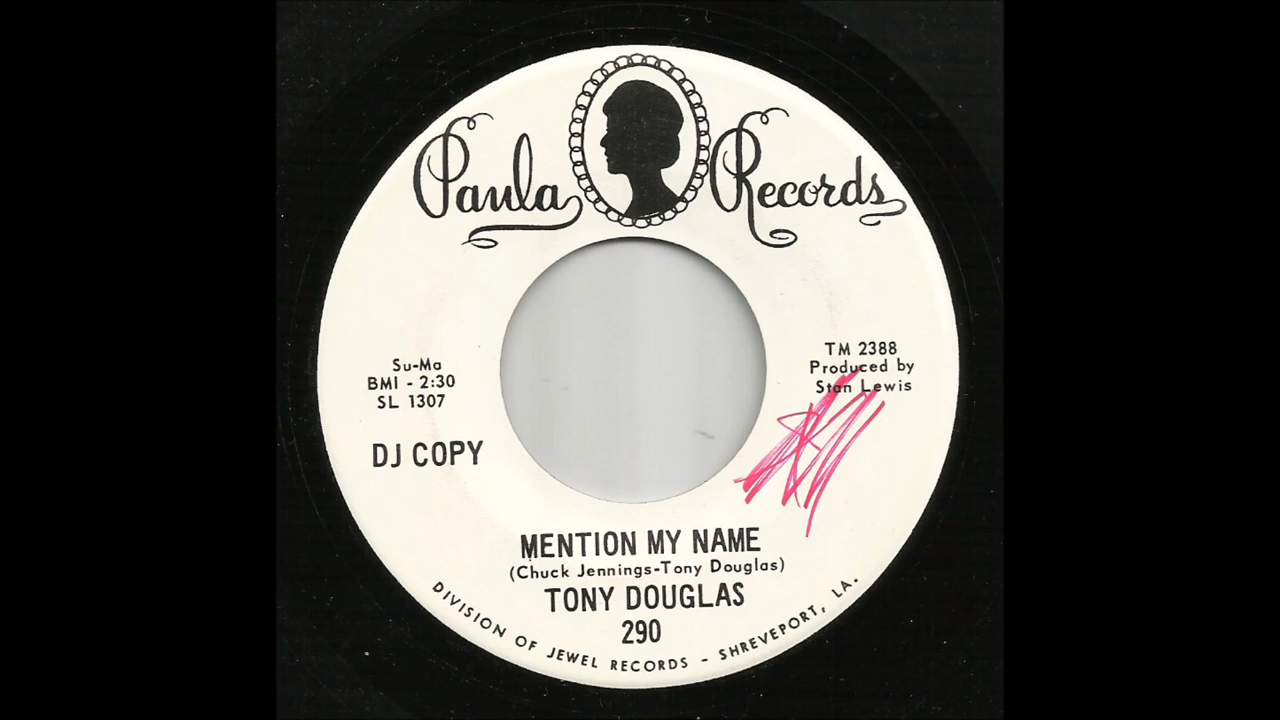 Paula Records
Su-Ma
BMI - 2:30
SL 1307
DJ COPY
TM 2388
Produced by
Stan Lewis
MENTION MY NAME
(Chuck Jennings-Tony Douglas)
TONY DOUGLAS
290
DIVISION OF JEWEL RECORDS - SHREVEPORT, LA.